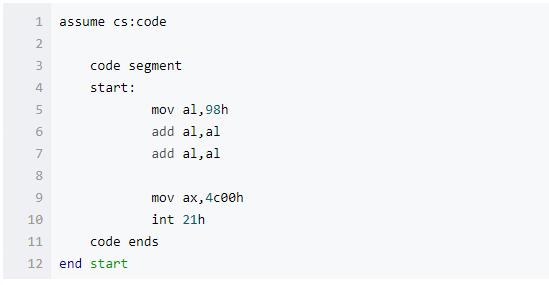 1 assume cs:code
2
3 code segment
4 start:
5 mov al,98h
6 add al,al
7 add al,al
8
9 mov ax,4c00h
10 int 21h
11 code ends
12 end start